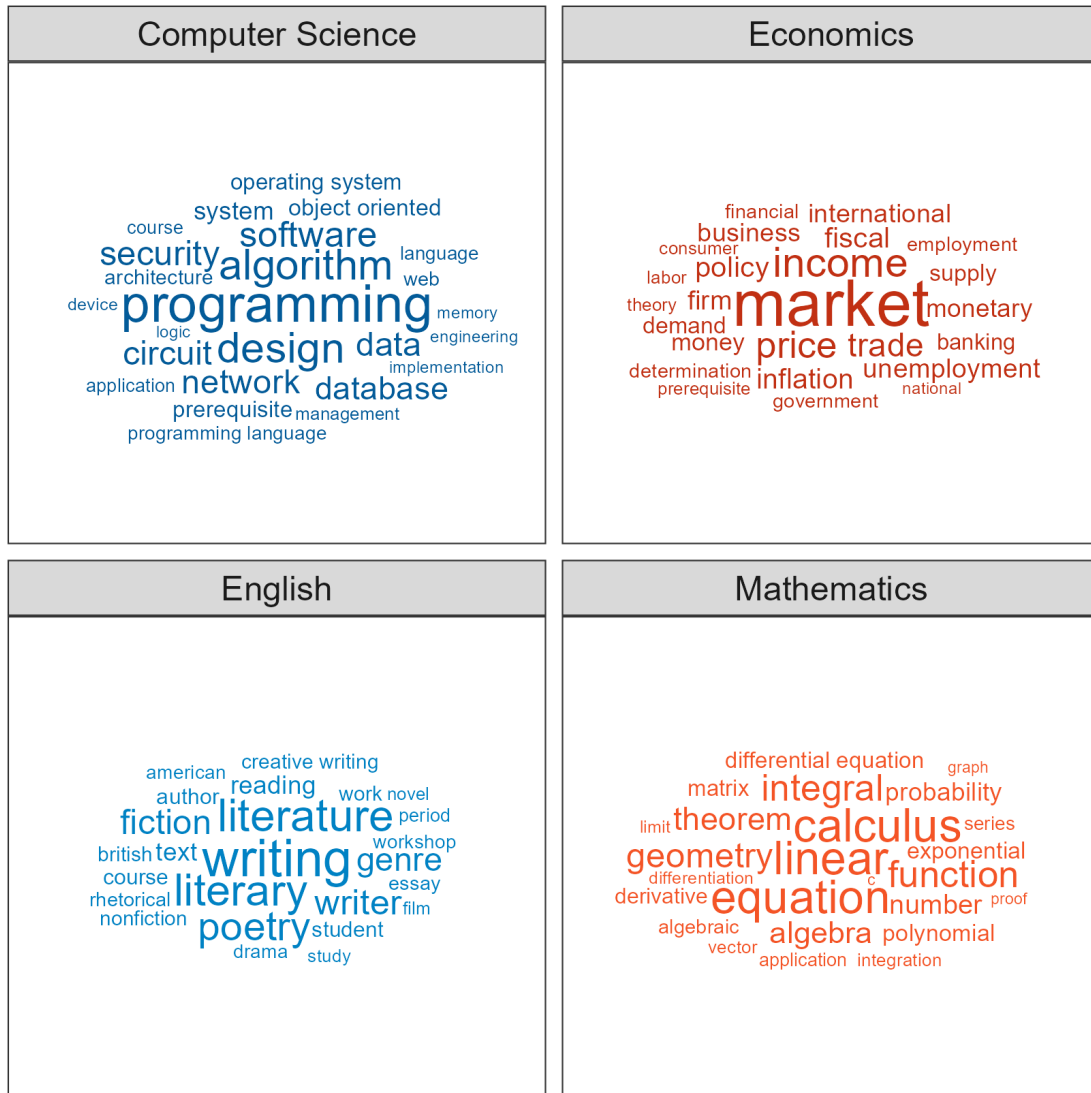 Computer Science
operating system
system object oriented
course software
security algorithm language
architecture web
device programming memory
logic engineering
circuit design data
implementation
application network database
prerequisite management
programming language
Economics
financial international
business fiscal employment
consumer
policy income supply
labor
theory firm market monetary
demand
money price trade banking
determination inflation unemployment
prerequisite national
government
English
creative writing
american reading
author work novel
fiction literature period
workshop
british text writing genre
course literary essay
rhetorical writer film
nonfiction poetry student
drama study
Mathematics
differential equation graph
matrix integral probability
limit theorem calculus series
geometry linear exponential
differentiation c function
derivative equation number proof
algebraic algebra polynomial
vector
application integration